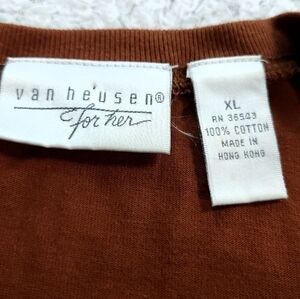 van heusen®
for her
XL
RN 36543
100% COTTON
MADE IN
HONG KONG